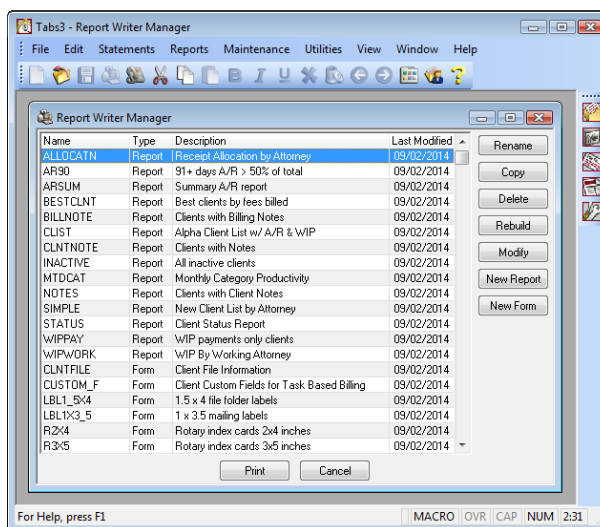 Tabs3 - Report Writer Manager
File Edit Statements Reports Maintenance Utilities View Window Help
B I U
Report Writer Manager
Name Type Description Last Modified
ALLOCATN Report Receipt Allocation by Attorney 09/02/2014
AR90 Report 91+ days A/R > 50% of total 09/02/2014
ARSUM Report Summary A/R report 09/02/2014
BESTCLNT Report Best clients by fees billed 09/02/2014
BILLNOTE Report Clients with Billing Notes 09/02/2014
CLIST Report Alpha Client List w/ A/R & WIP 09/02/2014
CLNTNOTE Report Clients with Notes 09/02/2014
INACTIVE Report All inactive clients 09/02/2014
MTDCAT Report Monthly Category Productivity 09/02/2014
NOTES Report Clients with Client Notes 09/02/2014
SIMPLE Report New Client List by Attorney 09/02/2014
STATUS Report Client Status Report 09/02/2014
WIPPAY Report WIP payments only clients 09/02/2014
WIPWORK Report WIP By Working Attorney 09/02/2014
CLNTFILE Form Client File Information 09/02/2014
CUSTOM_F Form Client Custom Fields for Task Based Billing 09/02/2014
LBL1_5X4 Form 1.5 x 4 file folder labels 09/02/2014
LBL1X3_5 Form 1 x 3.5 mailing labels 09/02/2014
R2X4 Form Rotary index cards 2x4 inches 09/02/2014
R3X5 Form Rotary index cards 3x5 inches 09/02/2014
Rename
Copy
Delete
Rebuild
Modify
New Report
New Form
Print Cancel
For Help, press F1 MACRO OVR CAP NUM 2:31